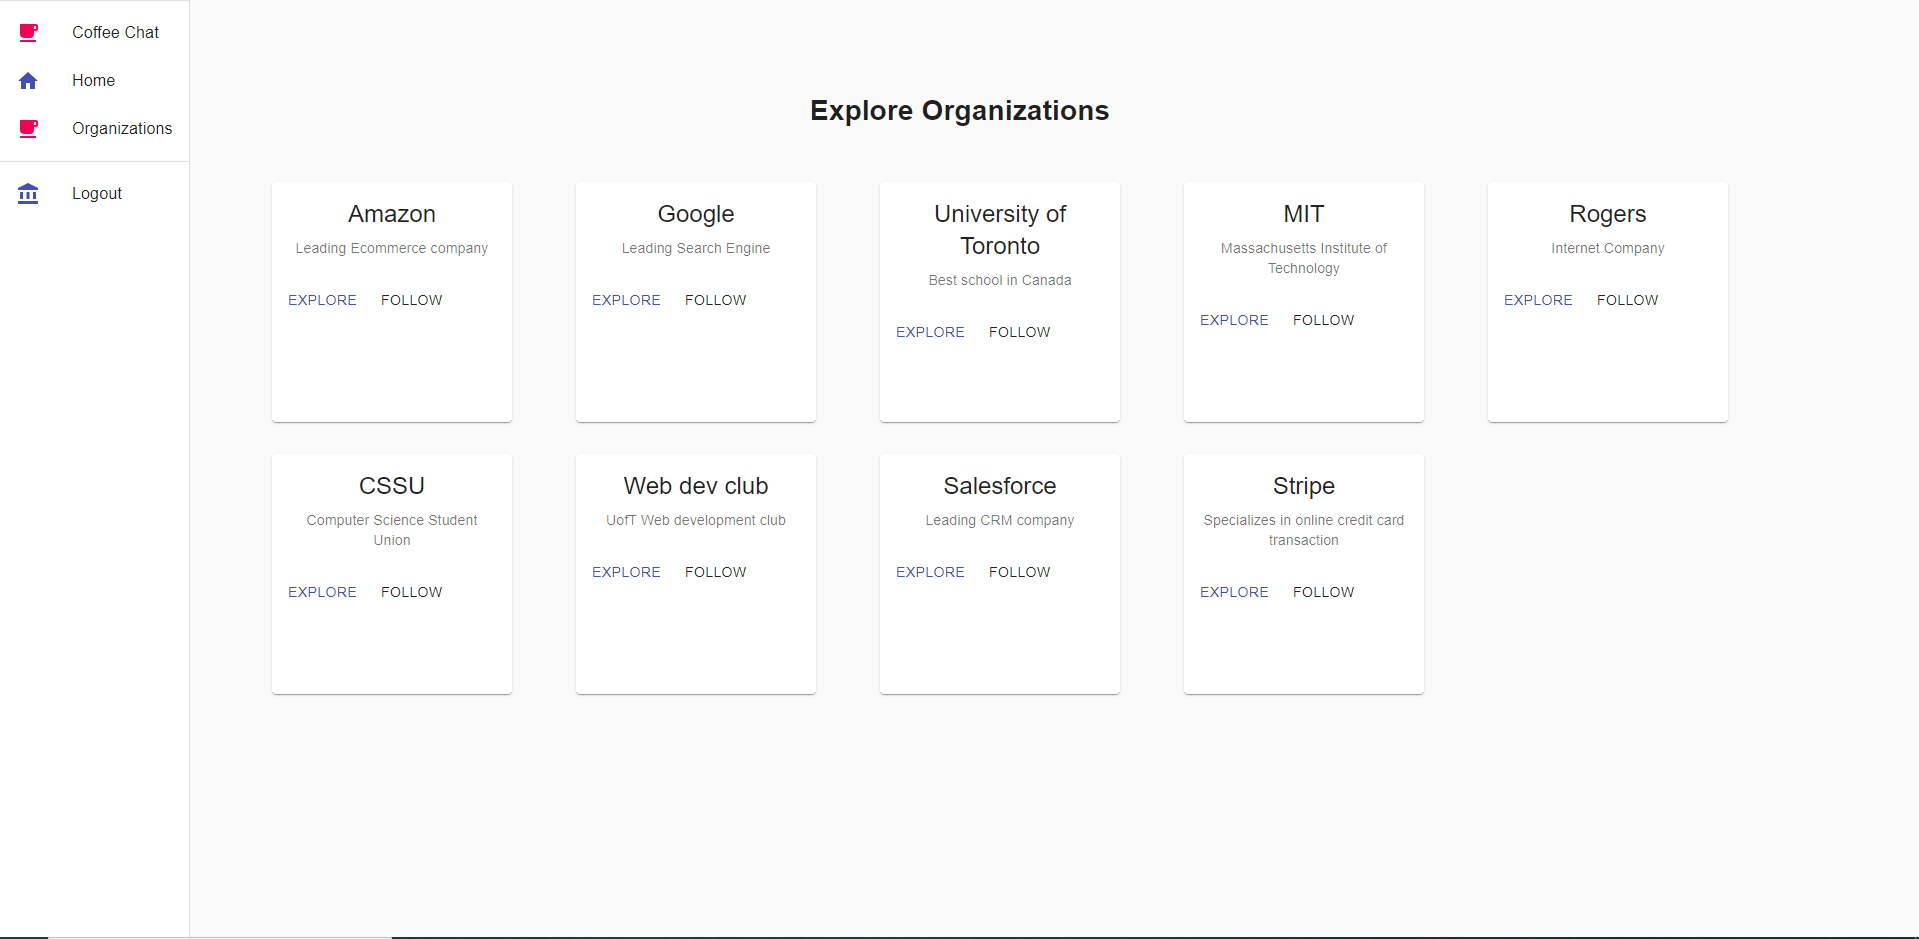 Coffee Chat
Home
Organizations
Logout
Explore Organizations
Amazon
Leading Ecommerce company
EXPLORE FOLLOW
Google
Leading Search Engine
EXPLORE FOLLOW
University of
Toronto
Best school in Canada
EXPLORE FOLLOW
MIT
Massachusetts Institute of
Technology
EXPLORE FOLLOW
Rogers
Internet Company
EXPLORE FOLLOW
CSSU
Computer Science Student
Union
EXPLORE FOLLOW
Web dev club
UofT Web development club
EXPLORE FOLLOW
Salesforce
Leading CRM company
EXPLORE FOLLOW
Stripe
Specializes in online credit card
transaction
EXPLORE FOLLOW